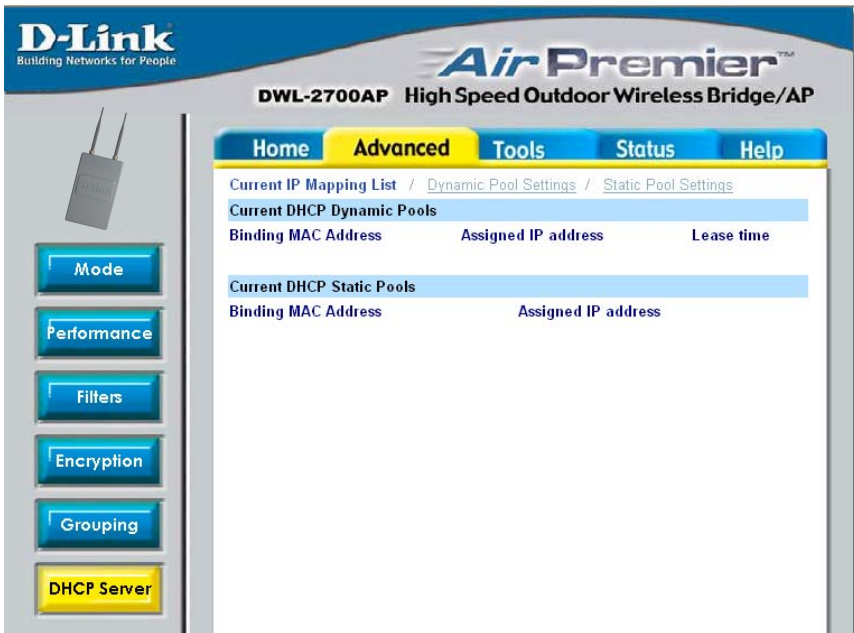 D-Link
Building Networks for People
Air Premier™
DWL-2700AP High Speed Outdoor Wireless Bridge/AP
Home Advanced Tools Status Help
D-Link
Current IP Mapping List / Dynamic Pool Settings / Static Pool Settings
Current DHCP Dynamic Pools
Binding MAC Address Assigned IP address Lease time
Current DHCP Static Pools
Binding MAC Address Assigned IP address
Mode
Performance
Filters
Encryption
Grouping
DHCP Server